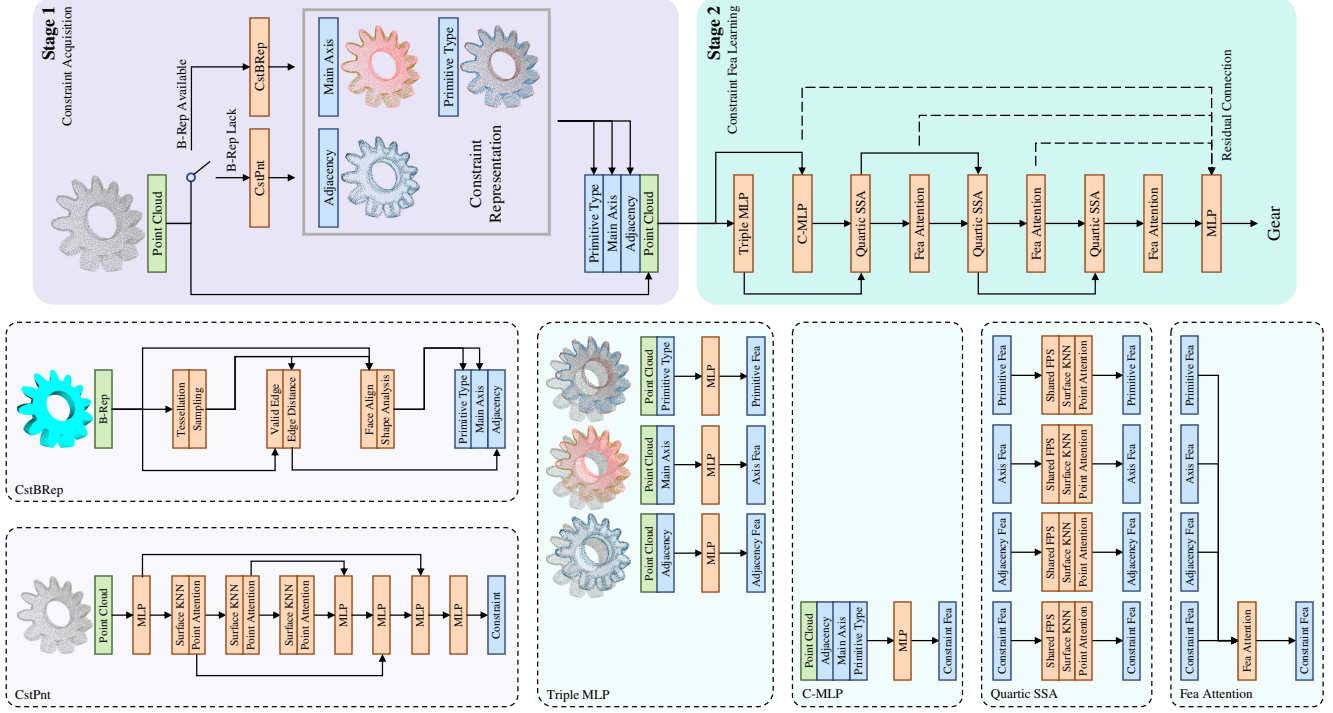 Stage 1
Constraint Acquisition
Point Cloud
B-Rep Available
B-Rep Lack
CstBRep
CstPnt
Main Axis
Primitive Type
Adjacency
Constraint
Representation
Primitive Type
Main Axis
Adjacency
Point Cloud
Stage 2
Constraint Fea Learning
Triple MLP
C-MLP
Quartic SSA
Fea Attention
Quartic SSA
Fea Attention
Quartic SSA
Fea Attention
MLP
Residual Connection
Gear
B-Rep
Tessellation
Sampling
Valid Edge
Edge Distance
Face Align
Shape Analysis
Primitive Type
Main Axis
Adjacency
CstBRep
Point Cloud
MLP
Surface KNN
Point Attention
Surface KNN
Point Attention
Surface KNN
Point Attention
MLP
MLP
MLP
MLP
Constraint
CstPnt
Point Cloud
Primitive Type
MLP
Primitive Fea
Point Cloud
Main Axis
MLP
Axis Fea
Point Cloud
Adjacency
MLP
Adjacency Fea
Triple MLP
Point Cloud
Adjacency
Main Axis
Primitive Type
MLP
Constraint Fea
C-MLP
Primitive Fea
Shared FPS
Surface KNN
Point Attention
Primitive Fea
Axis Fea
Shared FPS
Surface KNN
Point Attention
Axis Fea
Adjacency Fea
Shared FPS
Surface KNN
Point Attention
Adjacency Fea
Constraint Fea
Shared FPS
Surface KNN
Point Attention
Constraint Fea
Quartic SSA
Primitive Fea
Axis Fea
Adjacency Fea
Constraint Fea
Fea Attention
Constraint Fea
Fea Attention